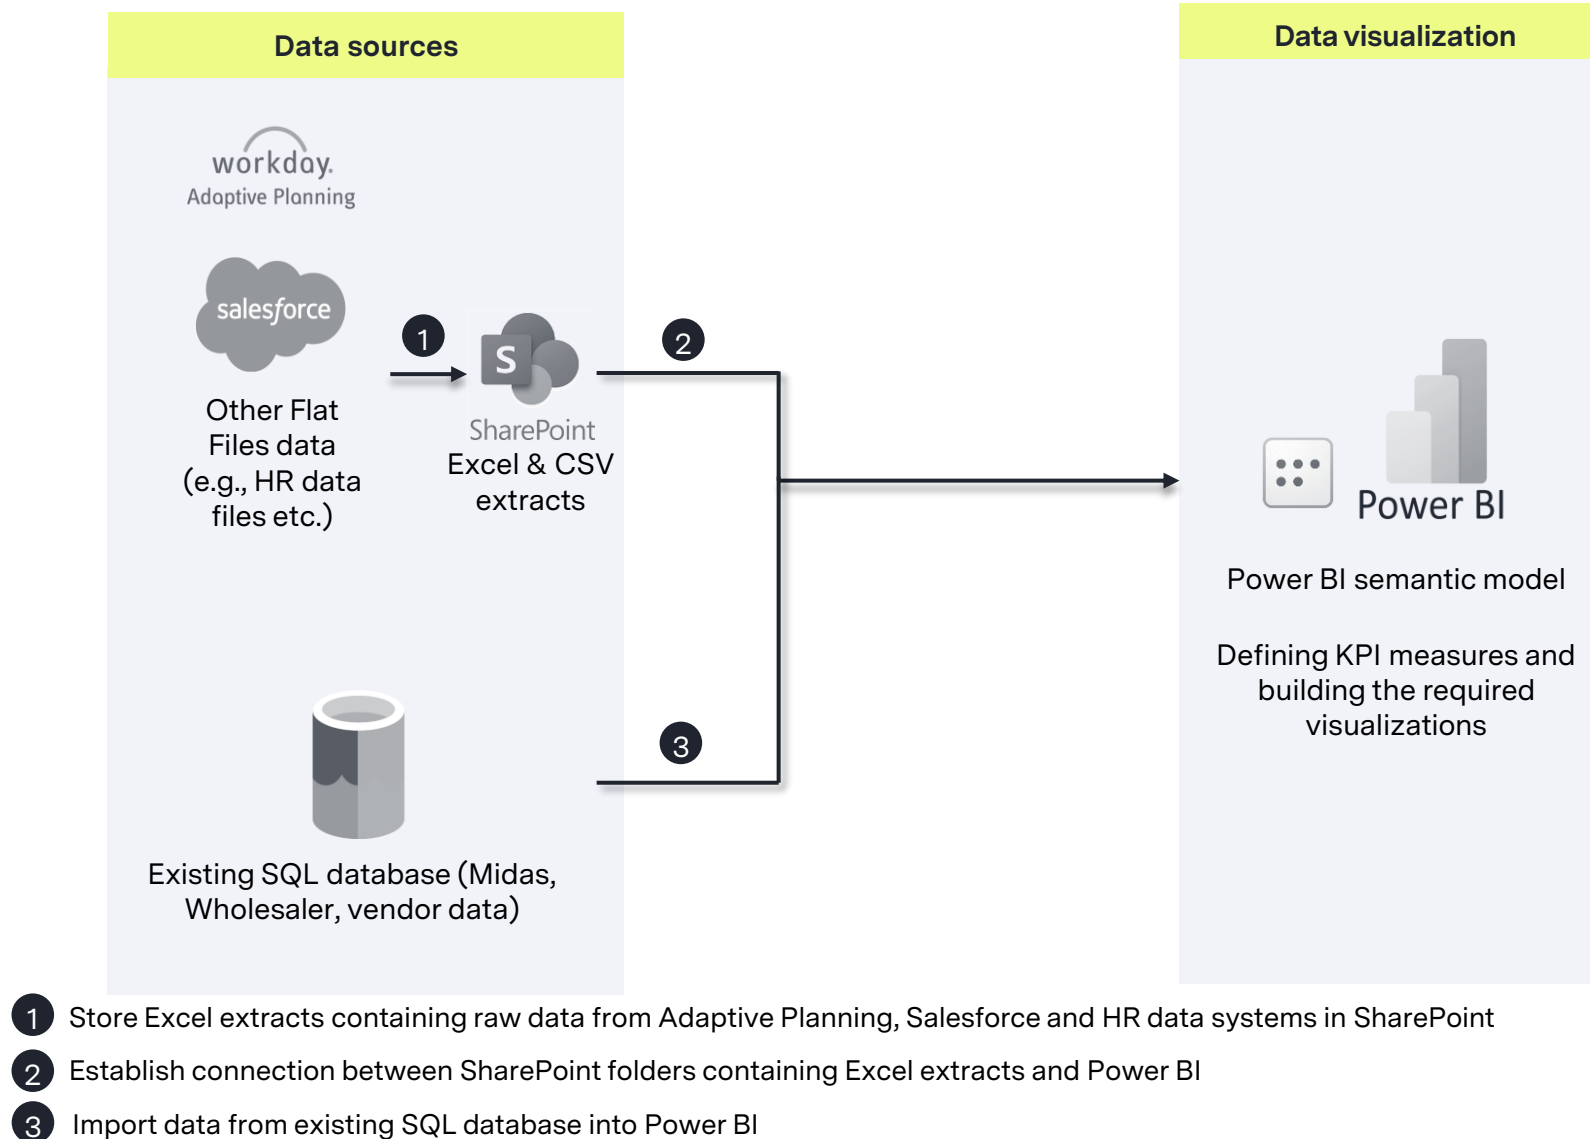 Data sources
Data visualization
workday.
Adaptive Planning
salesforce
1
2
S
Other Flat
Files data
(e.g., HR data
files etc.)
SharePoint
Excel & CSV
extracts
Power BI
Power BI semantic model
Defining KPI measures and
building the required
visualizations
3
Existing SQL database (Midas,
Wholesaler, vendor data)
1 Store Excel extracts containing raw data from Adaptive Planning, Salesforce and HR data systems in SharePoint
2 Establish connection between SharePoint folders containing Excel extracts and Power BI
3 Import data from existing SQL database into Power BI